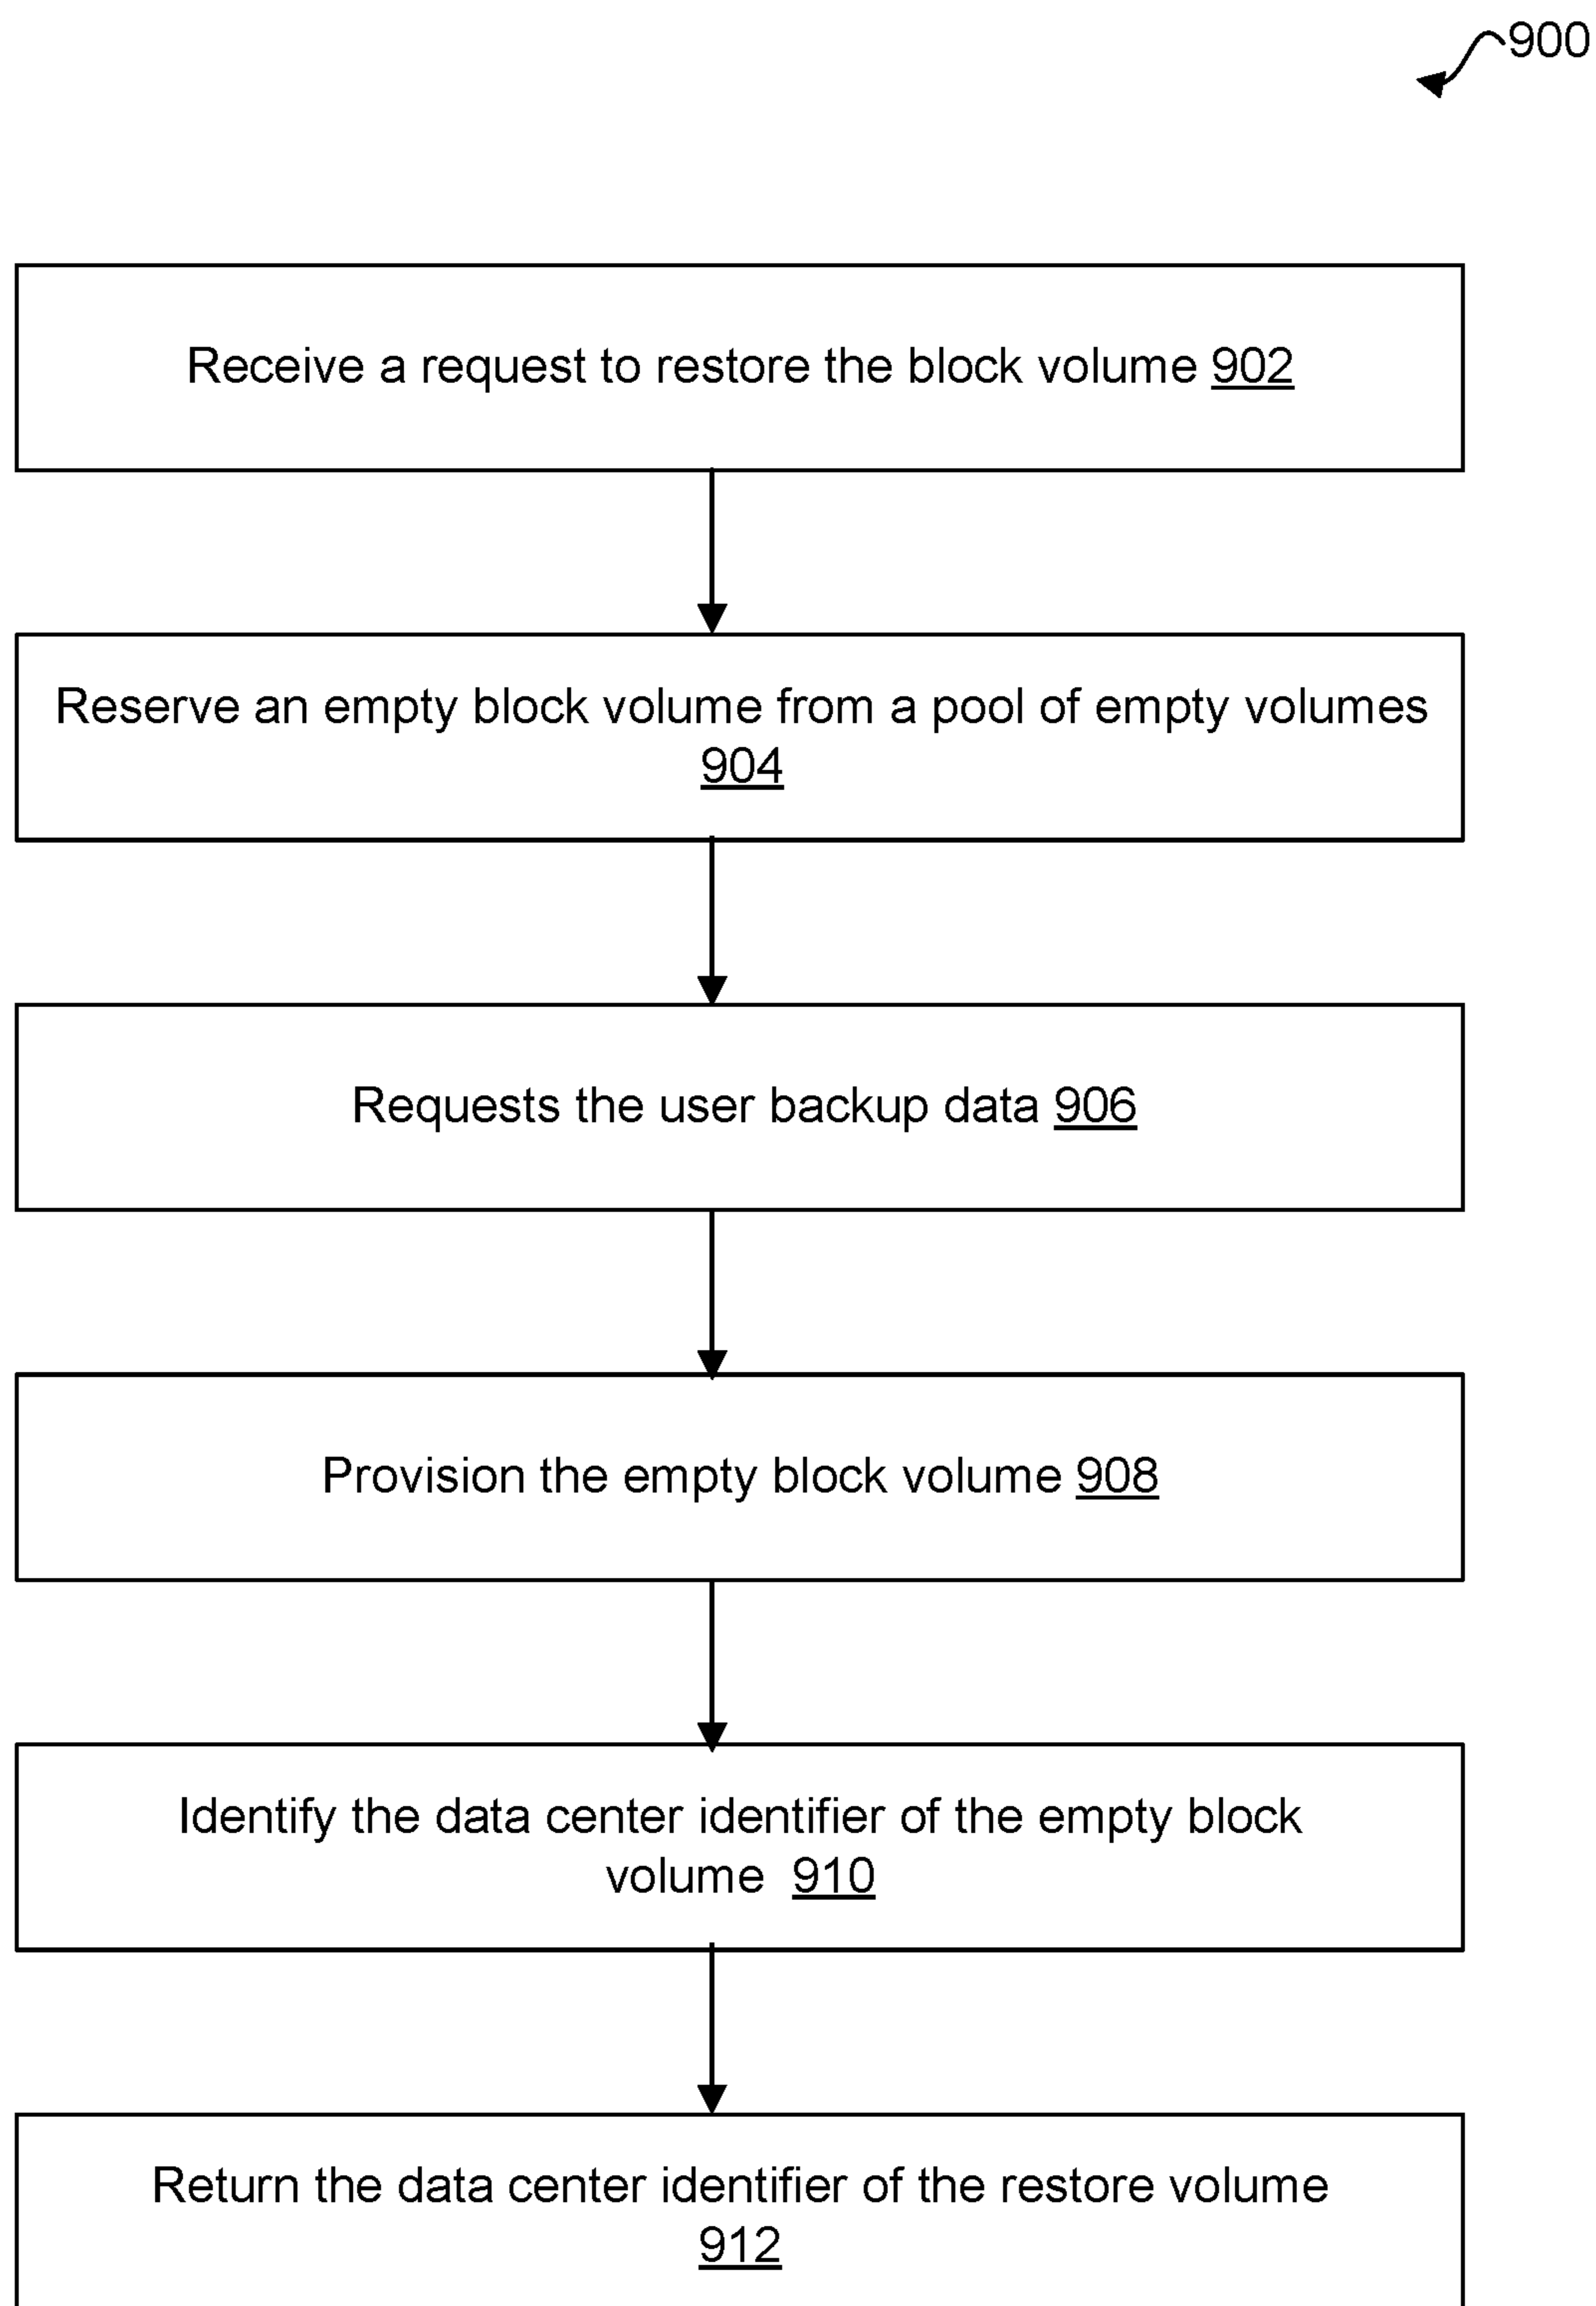 900
Receive a request to restore the block volume 902
Reserve an empty block volume from a pool of empty volumes
904
Requests the user backup data 906
Provision the empty block volume 908
Identify the data center identifier of the empty block
volume 910
Return the data center identifier of the restore volume
912